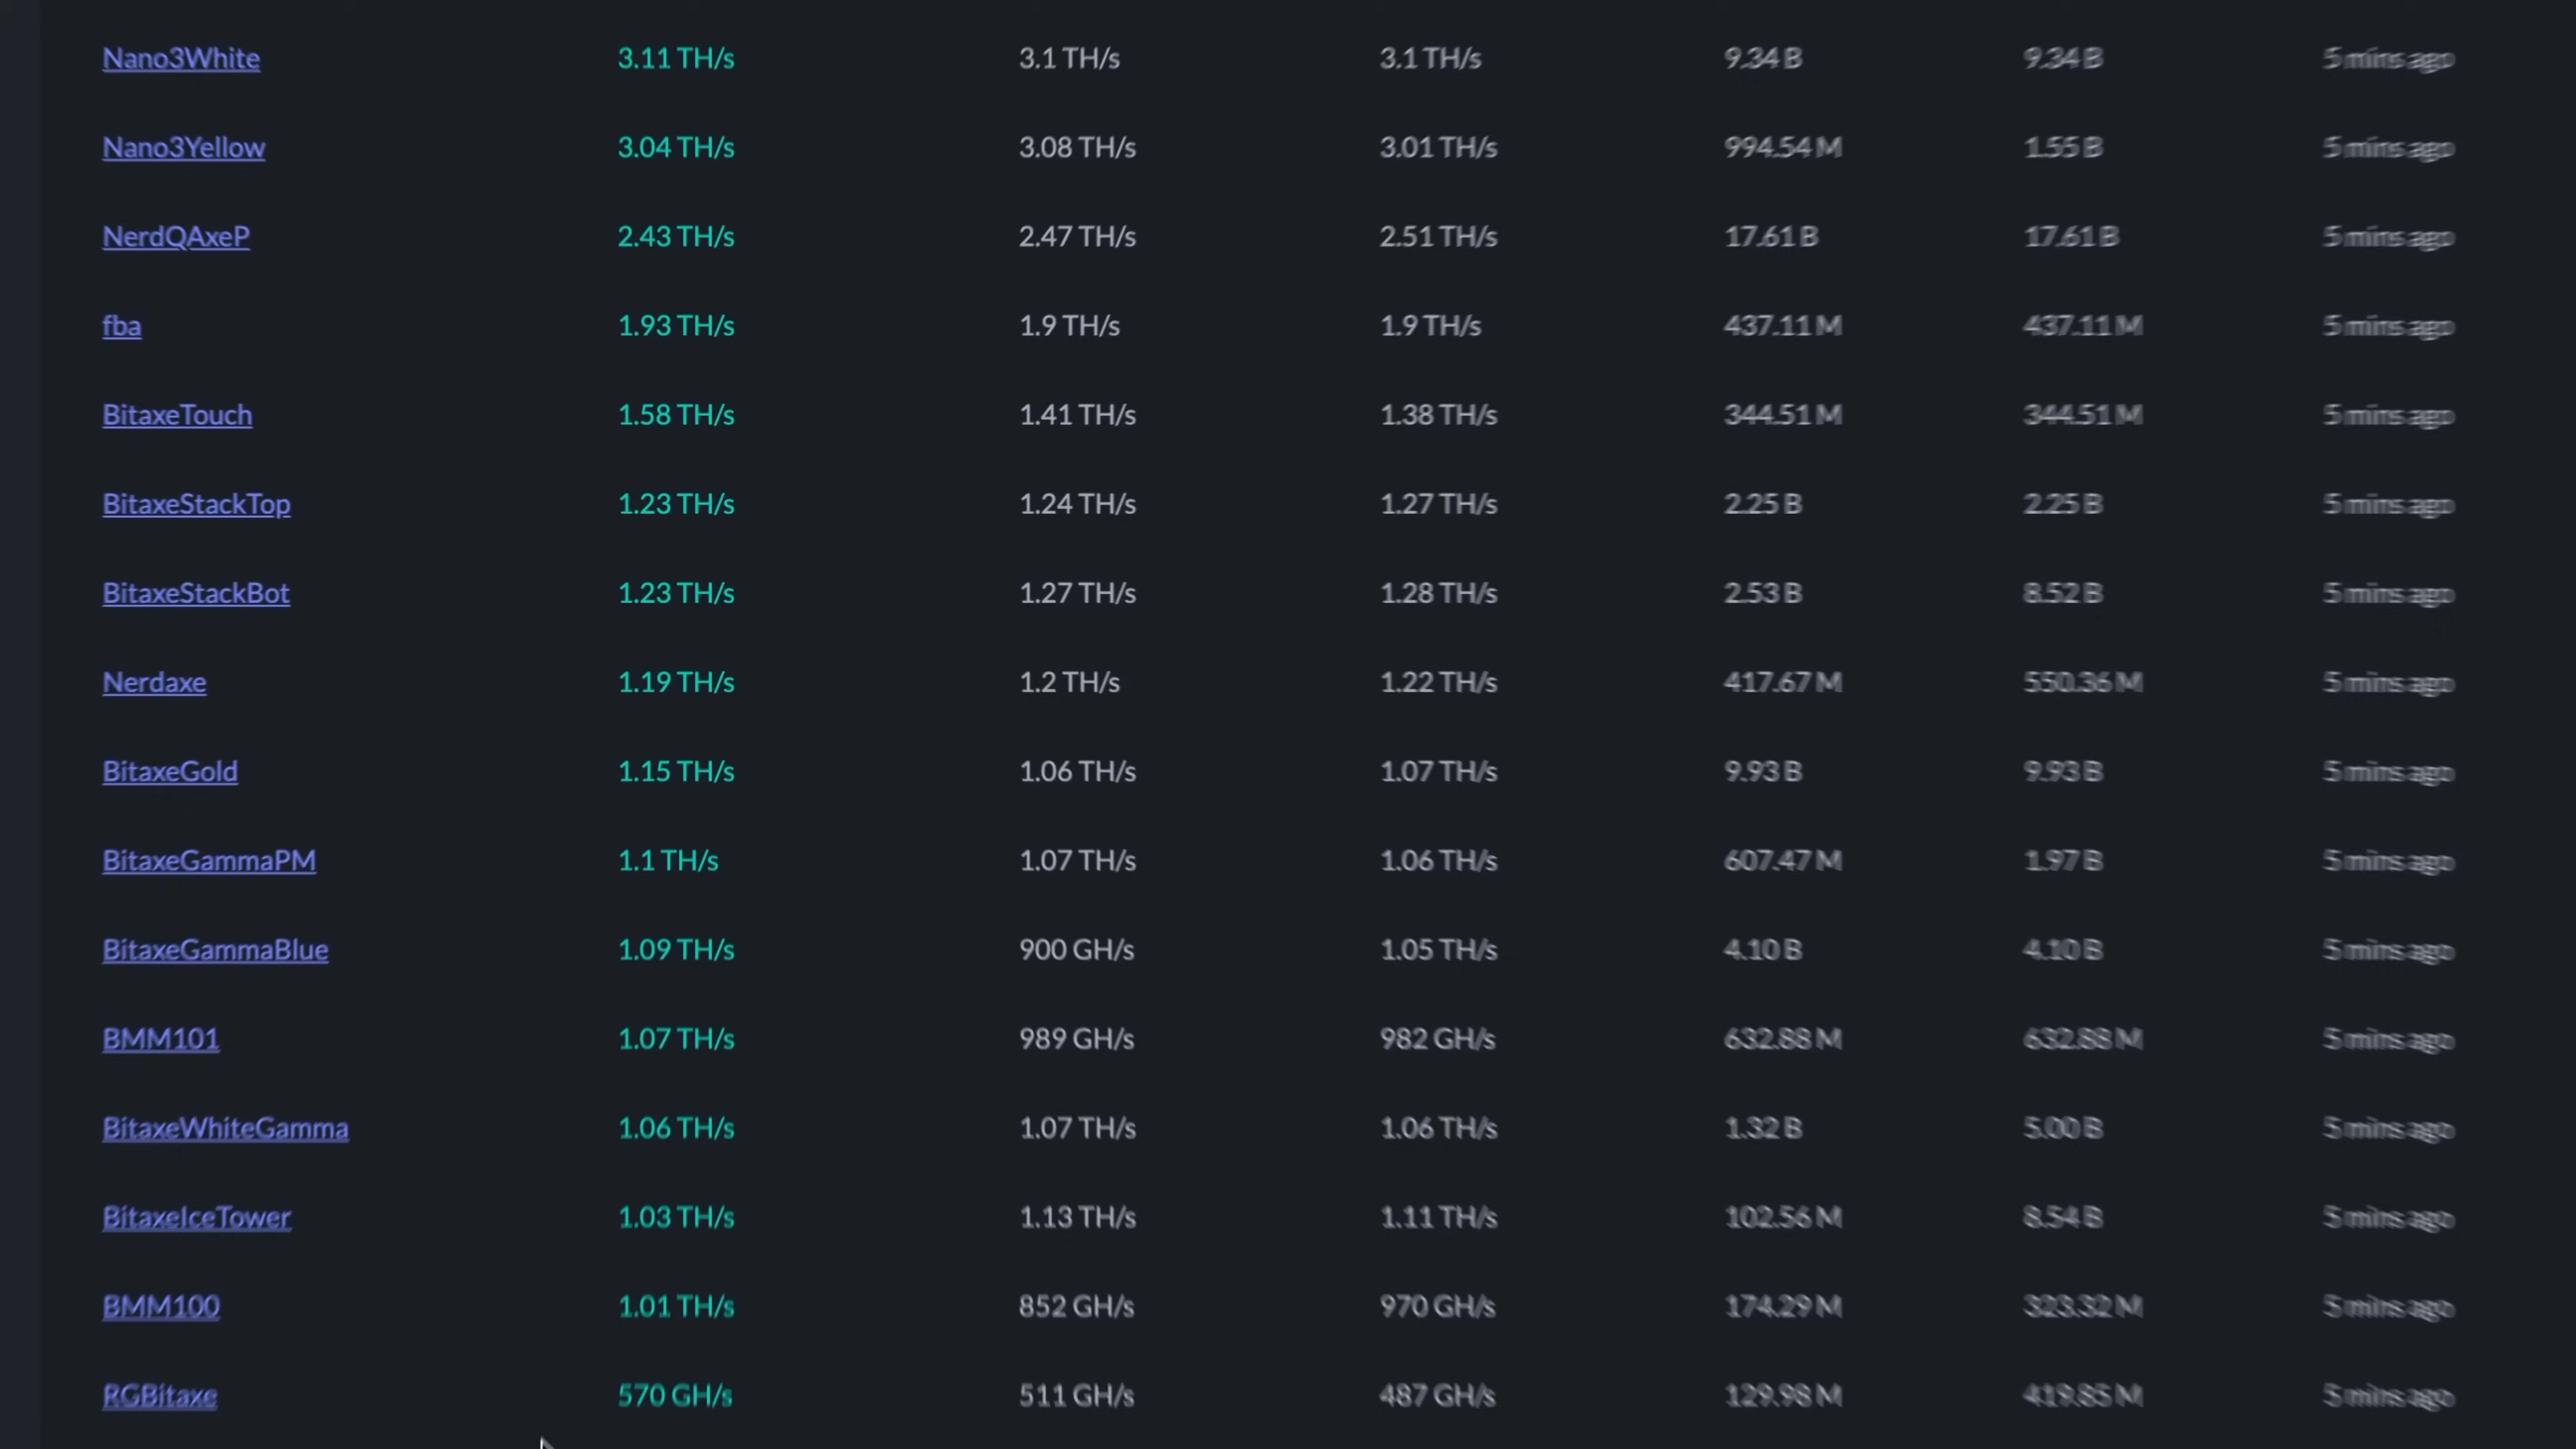 Nano3White 3.11 TH/s 3.1 TH/s 3.1 TH/s 9.34 B 9.34 B 5 mins ago
Nano3Yellow 3.04 TH/s 3.08 TH/s 3.01 TH/s 994.54 M 1.55 B 5 mins ago
NerdQAxeP 2.43 TH/s 2.47 TH/s 2.51 TH/s 17.61 B 17.61 B 5 mins ago
fba 1.93 TH/s 1.9 TH/s 1.9 TH/s 437.11 M 437.11 M 5 mins ago
BitaxeTouch 1.58 TH/s 1.41 TH/s 1.38 TH/s 344.51 M 344.51 M 5 mins ago
BitaxeStackTop 1.23 TH/s 1.24 TH/s 1.27 TH/s 2.25 B 2.25 B 5 mins ago
BitaxeStackBot 1.23 TH/s 1.27 TH/s 1.28 TH/s 2.53 B 8.52 B 5 mins ago
Nerdaxe 1.19 TH/s 1.2 TH/s 1.22 TH/s 417.67 M 550.36 M 5 mins ago
BitaxeGold 1.15 TH/s 1.06 TH/s 1.07 TH/s 9.93 B 9.93 B 5 mins ago
BitaxeGammaPM 1.1 TH/s 1.07 TH/s 1.06 TH/s 607.47 M 1.97 B 5 mins ago
BitaxeGammaBlue 1.09 TH/s 900 GH/s 1.05 TH/s 4.10 B 4.10 B 5 mins ago
BMM101 1.07 TH/s 989 GH/s 982 GH/s 632.88 M 632.88 M 5 mins ago
BitaxeWhiteGamma 1.06 TH/s 1.07 TH/s 1.06 TH/s 1.32 B 5.00 B 5 mins ago
BitaxeIceTower 1.03 TH/s 1.13 TH/s 1.11 TH/s 102.56 M 8.54 B 5 mins ago
BMM100 1.01 TH/s 852 GH/s 970 GH/s 174.29 M 323.32 M 5 mins ago
RGBitaxe 570 GH/s 511 GH/s 487 GH/s 129.98 M 419.85 M 5 mins ago